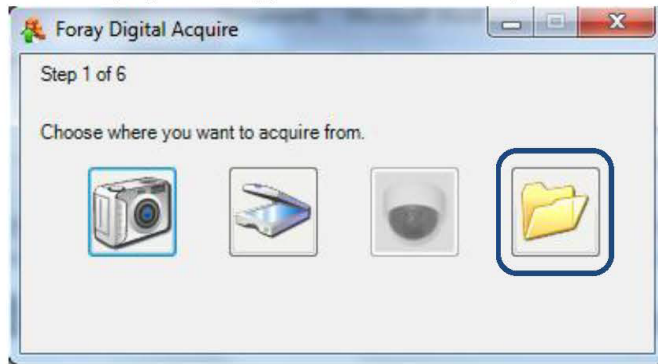 Foray Digital Acquire
Step 1 of 6
Choose where you want to acquire from.